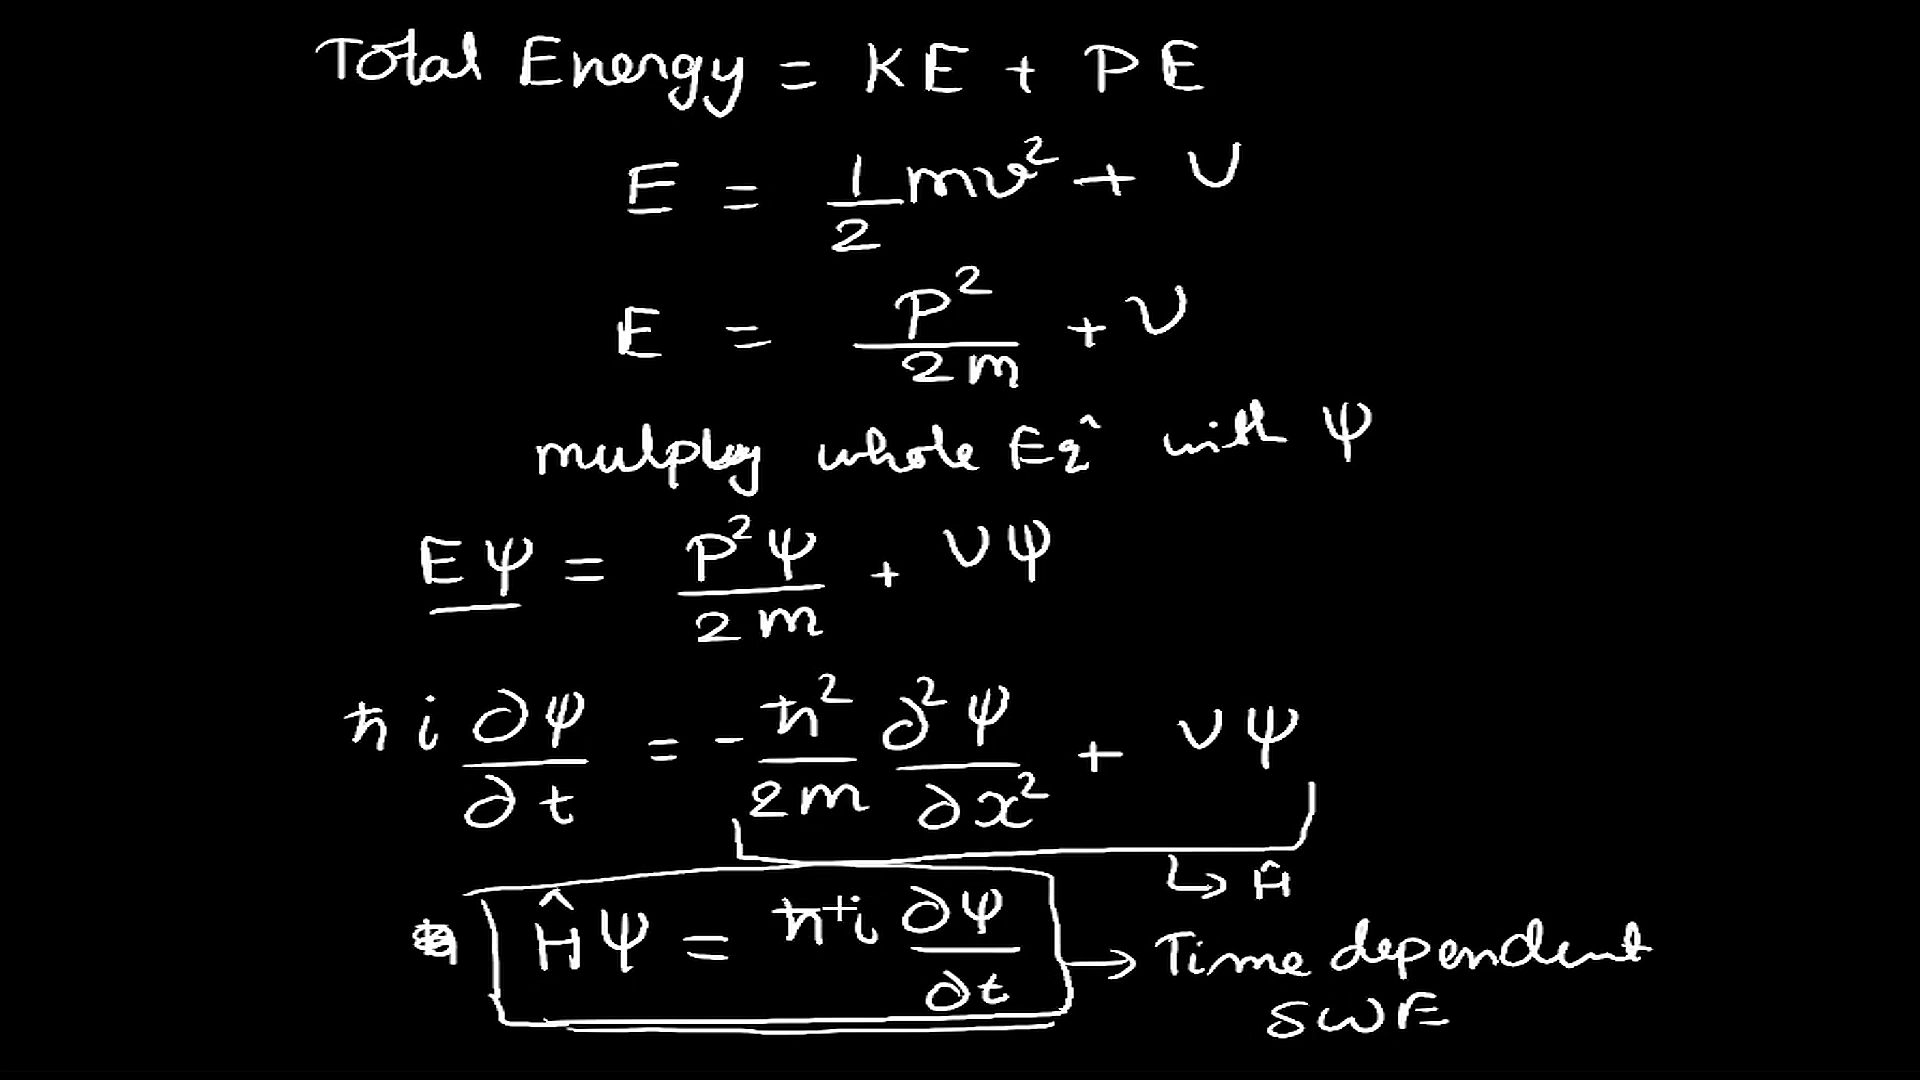 Total Energy = KE + PE
E = 1/2 mv² + V
E = P²/2m + V
mulply whole Eq^n with ψ
Eψ = P²ψ/2m + Vψ
ħi ∂ψ/∂t = -ħ²/2m ∂²ψ/∂x² + Vψ
↳ Ĥ
Ĥψ = ħi ∂ψ/∂t → Time dependent
SWE